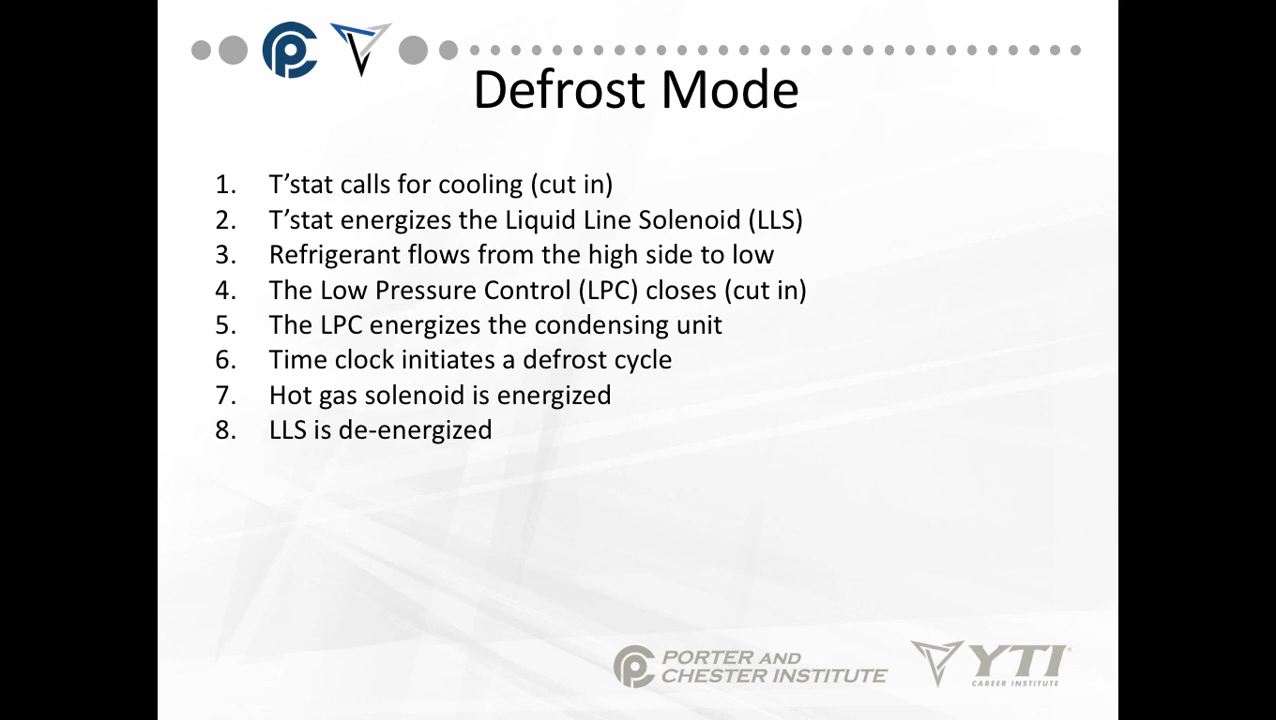 Defrost Mode
1. T’stat calls for cooling (cut in)
2. T’stat energizes the Liquid Line Solenoid (LLS)
3. Refrigerant flows from the high side to low
4. The Low Pressure Control (LPC) closes (cut in)
5. The LPC energizes the condensing unit
6. Time clock initiates a defrost cycle
7. Hot gas solenoid is energized
8. LLS is de-energized
PORTER AND
CHESTER INSTITUTE
YTI
CAREER INSTITUTE